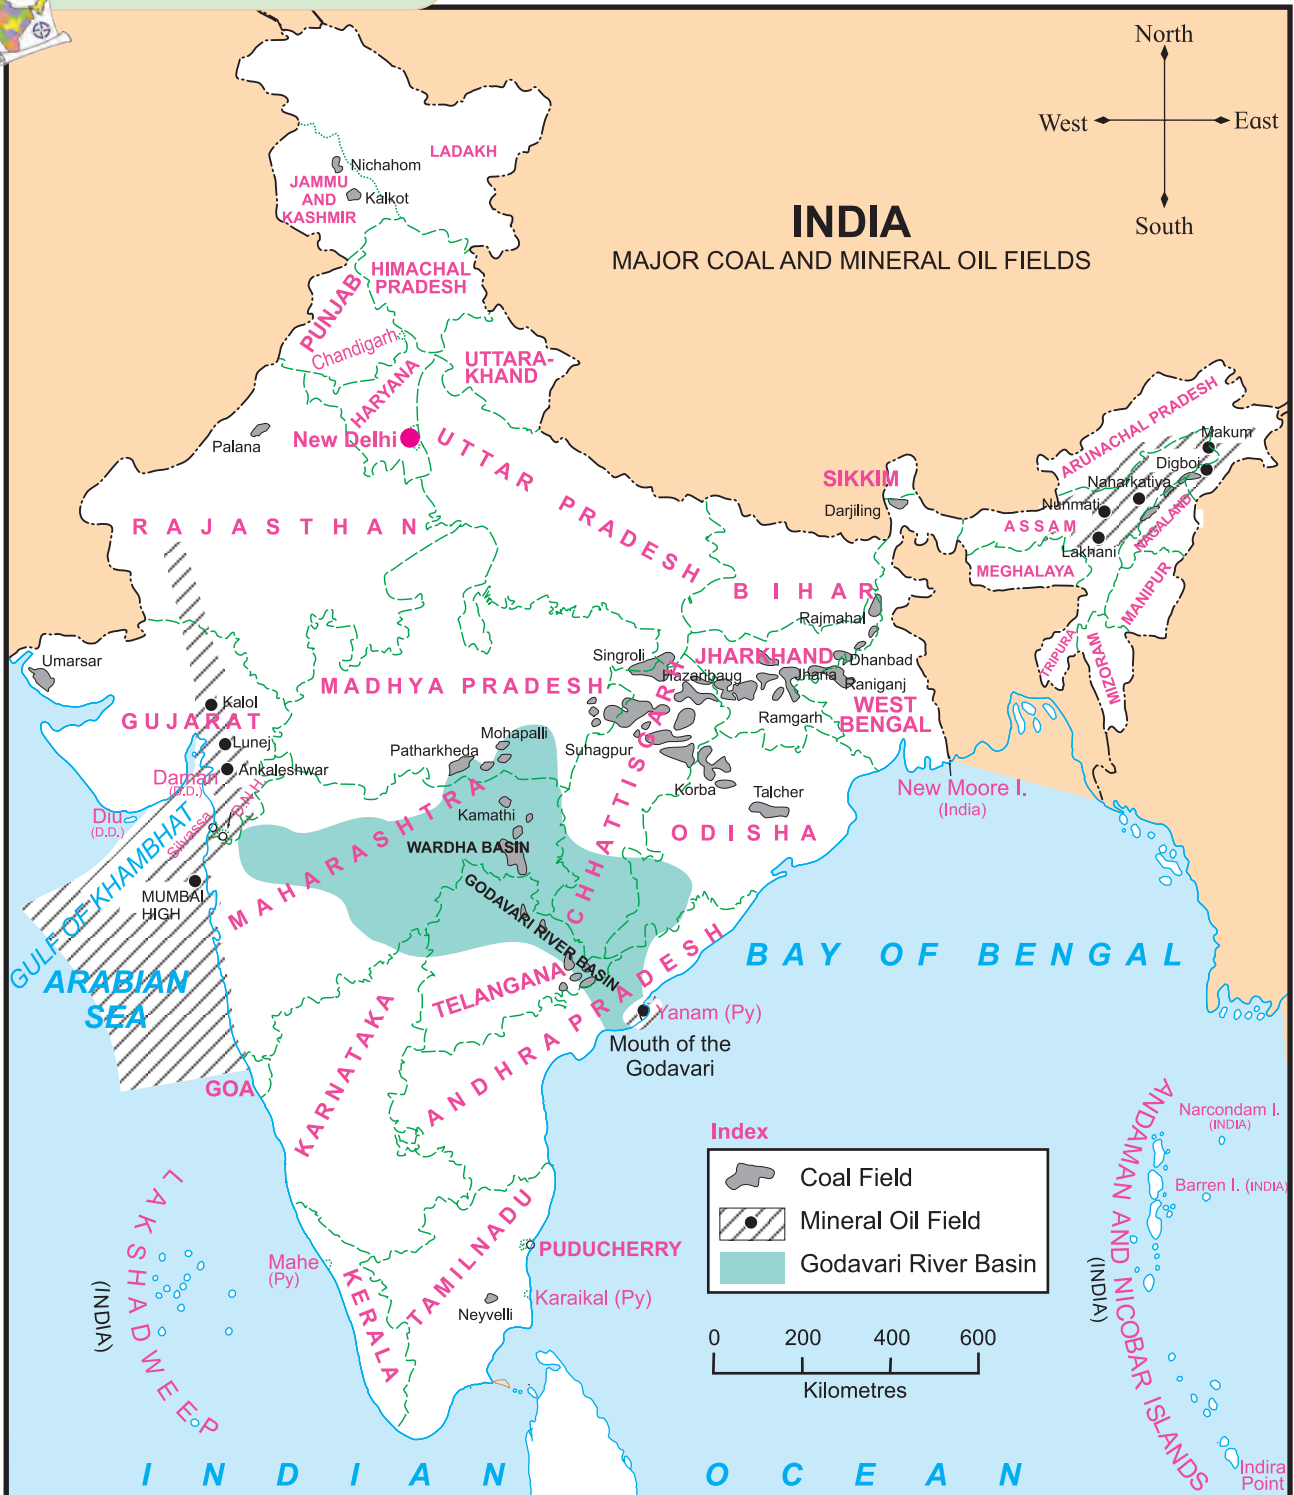 North
West
East
South
INDIA
MAJOR COAL AND MINERAL OIL FIELDS
LADAKH
Nichahom
JAMMU
AND
KASHMIR
Kalkot
HIMACHAL
PRADESH
PUNJAB
Chandigarh
UTTARA-
KHAND
HARYANA
New Delhi
Palana
UTTAR PRADESH
RAJASTHAN
SIKKIM
Darjiling
ARUNACHAL PRADESH
Makum
Digboi
Naharkatiya
Nunmati
ASSAM
NAGALAND
Lakhani
MEGHALAYA
MANIPUR
TRIPURA
MIZORAM
BIHAR
Rajmahal
Umarsar
Singroli
JHARKHAND
Dhanbad
Hazaribaug
Jharia
Raniganj
MADHYA PRADESH
Kalol
GUJARAT
Ramgarh
WEST
BENGAL
Lunej
Mohapalli
Patharkheda
Suhagpur
CHHATTISGARH
Ankaleshwar
Daman
(D.D.)
D.N.H.
Korba
Talcher
New Moore I.
(India)
Diu
(D.D.)
Silvassa
Kamathi
ODISHA
MAHARASHTRA
WARDHA BASIN
GULF OF KHAMBHAT
MUMBAI
HIGH
GODAVARI RIVER BASIN
ARABIAN
SEA
BAY OF BENGAL
TELANGANA
ANDHRA PRADESH
Yanam (Py)
Mouth of the
Godavari
KARNATAKA
GOA
Index
Coal Field
Mineral Oil Field
Godavari River Basin
0 200 400 600
Kilometres
ANDAMAN AND NICOBAR ISLANDS
(INDIA)
Narcondam I.
(INDIA)
Barren I. (INDIA)
LAKSHADWEEP
(INDIA)
Mahe
(Py)
KERALA
TAMILNADU
PUDUCHERRY
Karaikal (Py)
Neyvelli
Indira
Point
INDIAN OCEAN